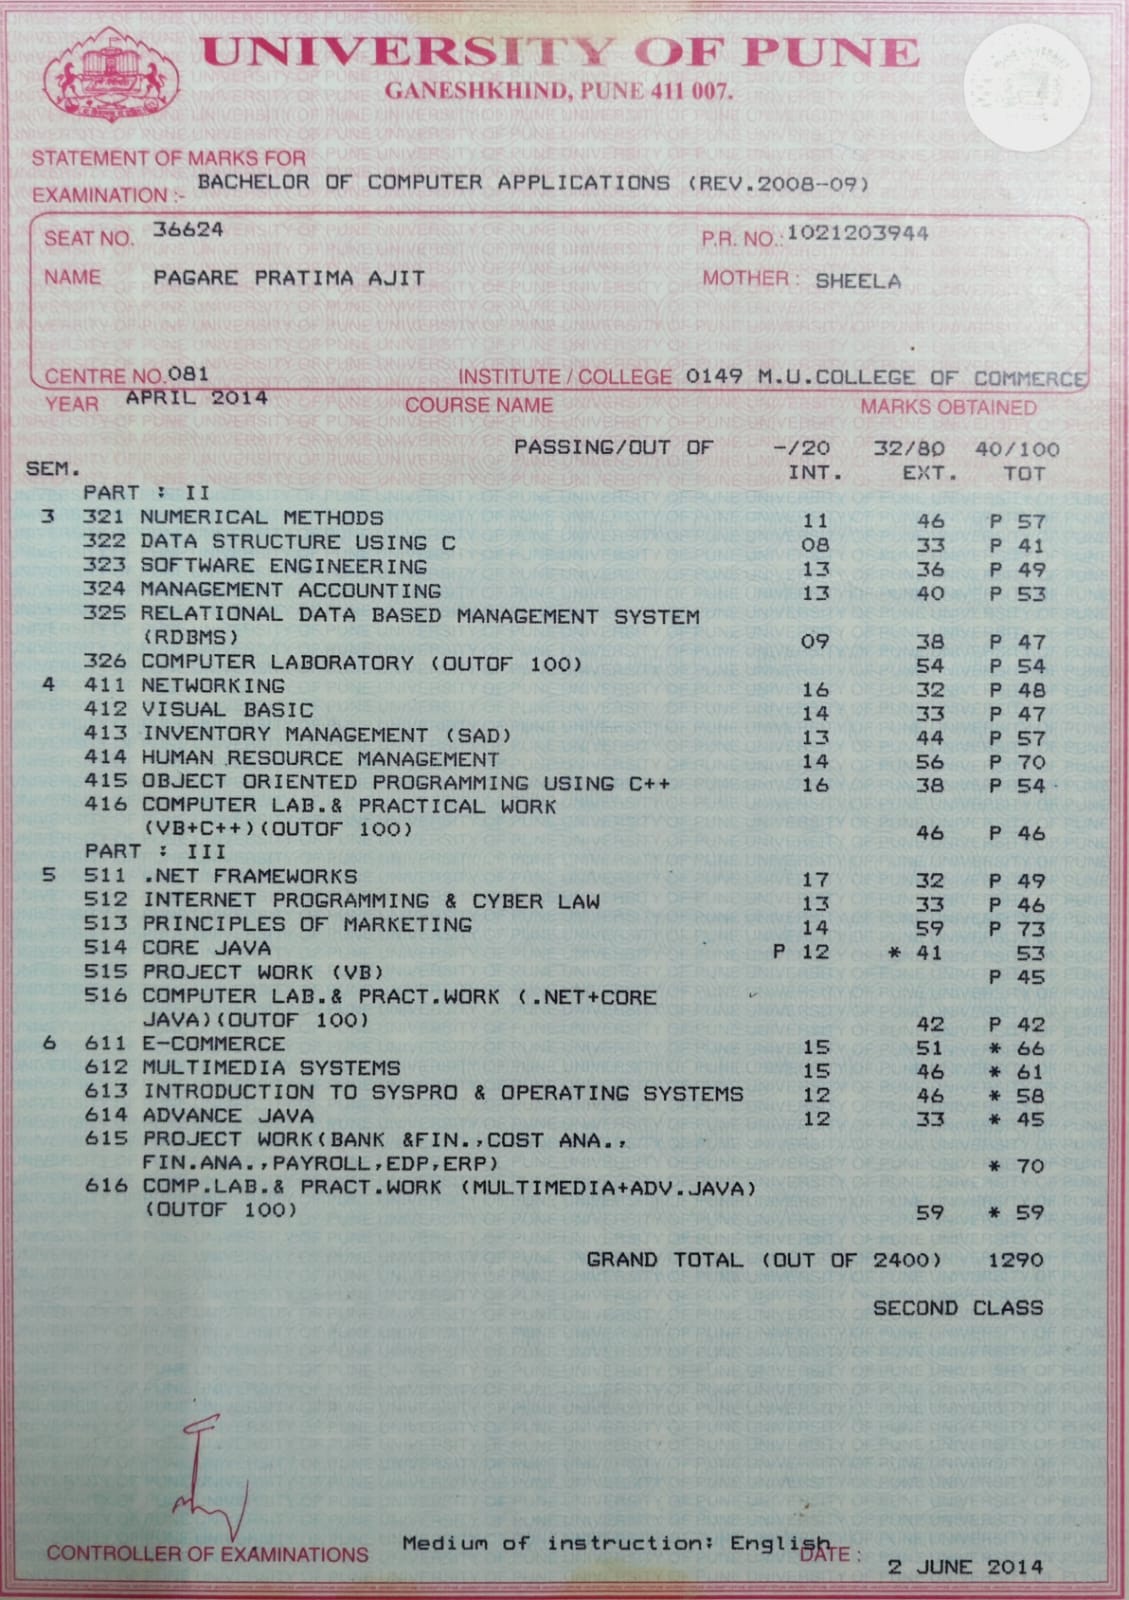 UNIVERSITY OF PUNE
GANESHKHIND, PUNE 411 007.
STATEMENT OF MARKS FOR
EXAMINATION :- BACHELOR OF COMPUTER APPLICATIONS (REV.2008-09)
SEAT NO. 36624 P.R. NO.: 1021203944
NAME PAGARE PRATIMA AJIT MOTHER : SHEELA
CENTRE NO. 081 INSTITUTE / COLLEGE 0149 M.U.COLLEGE OF COMMERCE
YEAR APRIL 2014 COURSE NAME MARKS OBTAINED
PASSING/OUT OF -/20 32/80 40/100
SEM. INT. EXT. TOT
PART : II
3 321 NUMERICAL METHODS 11 46 P 57
322 DATA STRUCTURE USING C 08 33 P 41
323 SOFTWARE ENGINEERING 13 36 P 49
324 MANAGEMENT ACCOUNTING 13 40 P 53
325 RELATIONAL DATA BASED MANAGEMENT SYSTEM
(RDBMS) 09 38 P 47
326 COMPUTER LABORATORY (OUTOF 100) 54 P 54
4 411 NETWORKING 16 32 P 48
412 VISUAL BASIC 14 33 P 47
413 INVENTORY MANAGEMENT (SAD) 13 44 P 57
414 HUMAN RESOURCE MANAGEMENT 14 56 P 70
415 OBJECT ORIENTED PROGRAMMING USING C++ 16 38 P 54
416 COMPUTER LAB.& PRACTICAL WORK
(VB+C++)(OUTOF 100) 46 P 46
PART : III
5 511 .NET FRAMEWORKS 17 32 P 49
512 INTERNET PROGRAMMING & CYBER LAW 13 33 P 46
513 PRINCIPLES OF MARKETING 14 59 P 73
514 CORE JAVA P 12 * 41 53
515 PROJECT WORK (VB) P 45
516 COMPUTER LAB.& PRACT.WORK (.NET+CORE
JAVA)(OUTOF 100) 42 P 42
6 611 E-COMMERCE 15 51 * 66
612 MULTIMEDIA SYSTEMS 15 46 * 61
613 INTRODUCTION TO SYSPRO & OPERATING SYSTEMS 12 46 * 58
614 ADVANCE JAVA 12 33 * 45
615 PROJECT WORK(BANK &FIN.,COST ANA.,
FIN.ANA.,PAYROLL,EDP,ERP) * 70
616 COMP.LAB.& PRACT.WORK (MULTIMEDIA+ADV.JAVA)
(OUTOF 100) 59 * 59
GRAND TOTAL (OUT OF 2400) 1290
SECOND CLASS
CONTROLLER OF EXAMINATIONS Medium of instruction: English DATE : 2 JUNE 2014